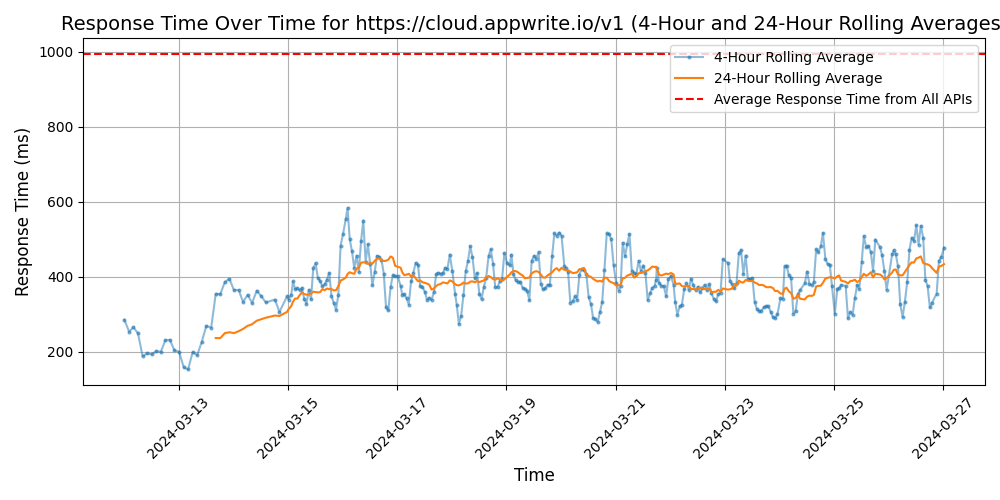 Response Time Over Time for https://cloud.appwrite.io/v1 (4-Hour and 24-Hour Rolling Averages
1000
800
600
400
200
Response Time (ms)
4-Hour Rolling Average
24-Hour Rolling Average
Average Response Time from All APIs
2024-03-13
2024-03-15
2024-03-17
2024-03-19
2024-03-21
2024-03-23
2024-03-25
2024-03-27
Time